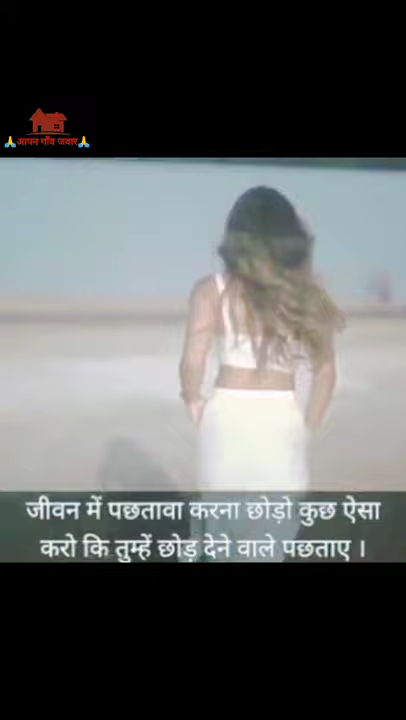 🙏आपन गाँव जवार🙏
जीवन में पछतावा करना छोड़ो कुछ ऐसा
करो कि तुम्हें छोड़ देने वाले पछताए ।